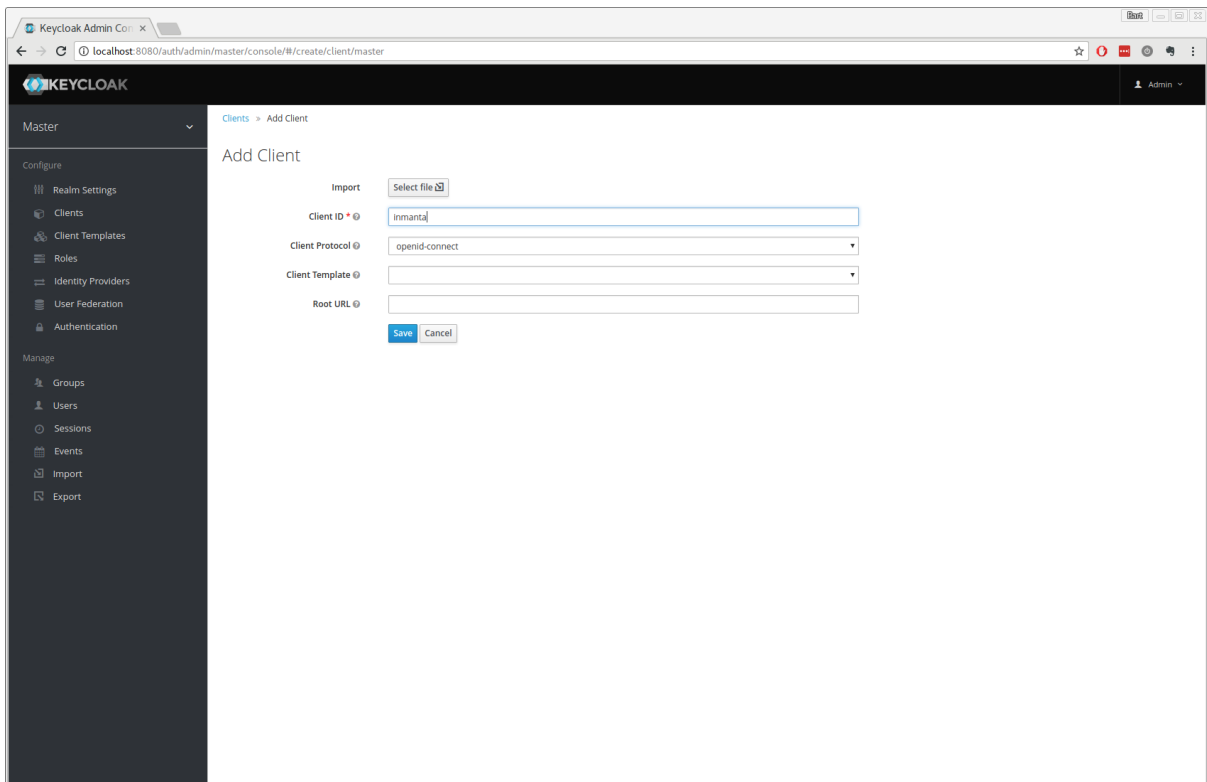 Bart
Keycloak Admin Con
localhost:8080/auth/admin/master/console/#/create/client/master
KEYCLOAK
Admin
Master
Clients » Add Client
Add Client
Configure
Realm Settings
Clients
Client Templates
Roles
Identity Providers
User Federation
Authentication
Manage
Groups
Users
Sessions
Events
Import
Export
Import Select file
Client ID * inmanta
Client Protocol openid-connect
Client Template
Root URL
Save Cancel